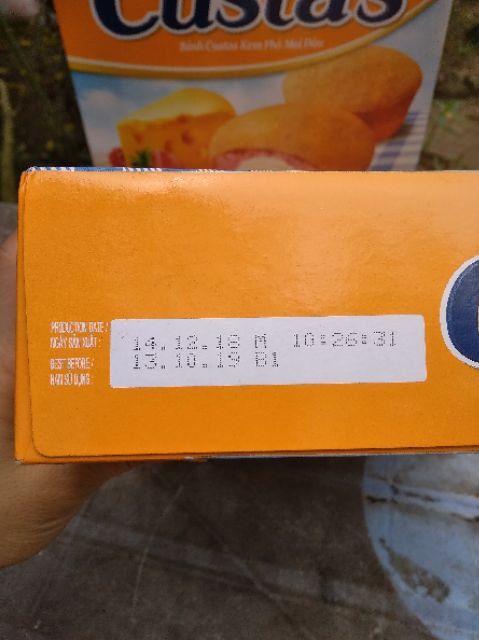 Custas
Bánh Custas Kem Phô Mai Dâu
PRODUCTION DATE /
NGÀY SẢN XUẤT :
14.12.18 M 10:26:31
BEST BEFORE /
HẠN SỬ DỤNG :
13.10.19 B1